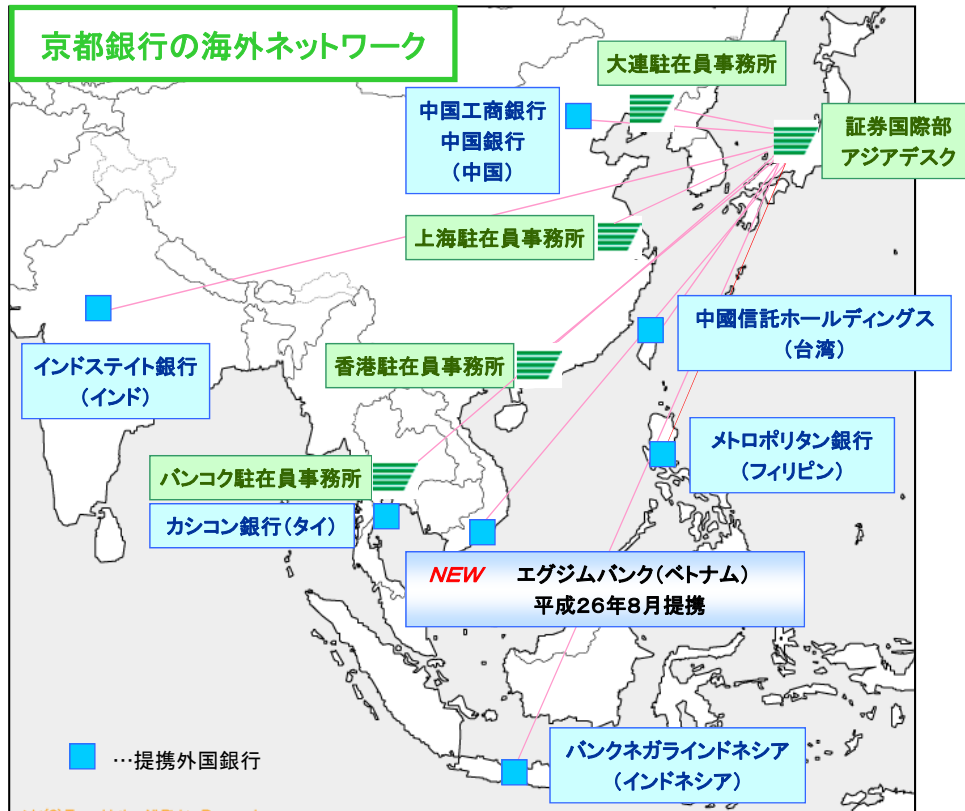 京都銀行の海外ネットワーク
大連駐在員事務所
中国工商銀行
中国銀行
(中国)
証券国際部
アジアデスク
上海駐在員事務所
中國信託ホールディングス
(台湾)
インドステイト銀行
(インド)
香港駐在員事務所
メトロポリタン銀行
(フィリピン)
バンコク駐在員事務所
カシコン銀行(タイ)
NEW エグジムバンク(ベトナム)
平成26年8月提携
バンクネガラインドネシア
(インドネシア)
…提携外国銀行